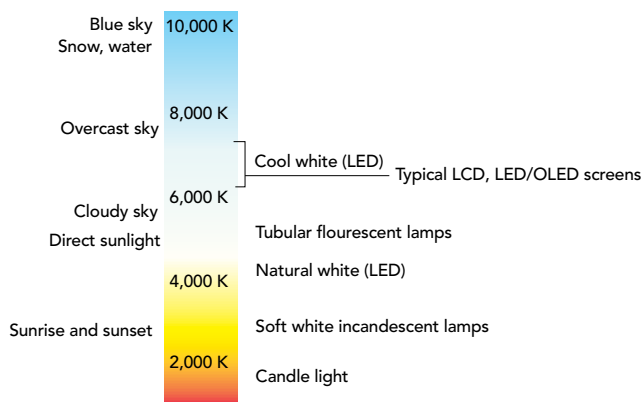 Blue sky
Snow, water
10,000 K
8,000 K
Overcast sky
Cool white (LED)
Typical LCD, LED/OLED screens
6,000 K
Cloudy sky
Direct sunlight
Tubular flourescent lamps
Natural white (LED)
4,000 K
Sunrise and sunset
Soft white incandescent lamps
2,000 K
Candle light